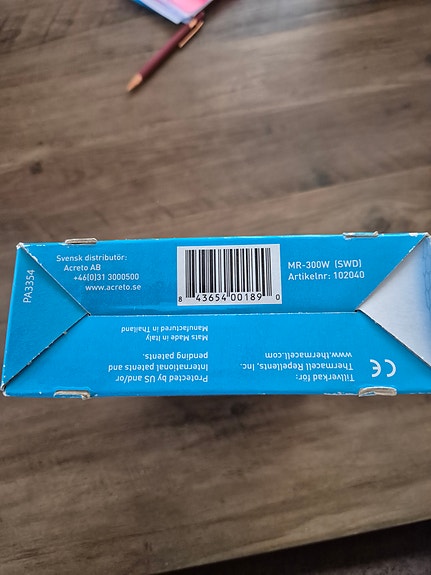 PA3354
Svensk distributör:
Acreto AB
+46(0)31 3000500
www.acreto.se
8 43654 00189 0
MR-300W (SWD)
Artikelnr: 102040
Tillverkad för:
Thermacell Repellents, Inc.
www.thermacell.com
Protected by US and/or
International patents and
pending patents.
Mats Made in Italy
Manufactured in Thailand
CE